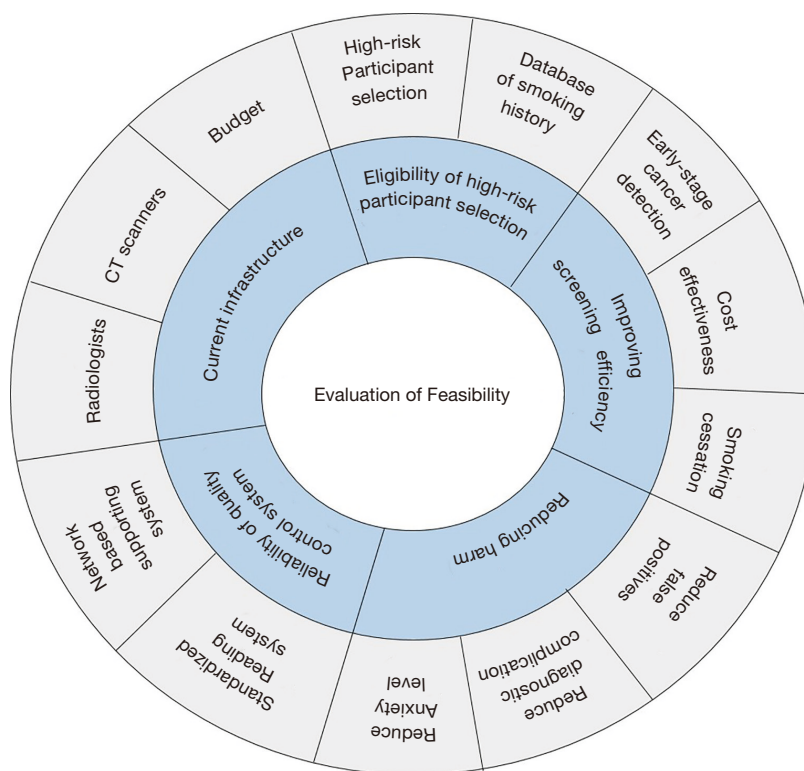 High-risk
Participant
selection
Database
of smoking
history
Early-stage
cancer
detection
Cost
effectiveness
Smoking
cessation
Reduce
false
positives
Reduce
diagnostic
complication
Reduce
Anxiety
level
Standardized
Reading
system
Network
based
supporting
system
Radiologists
CT scanners
Budget
Eligibility of high-risk
participant selection
Improving
screening efficiency
Reducing harm
Reliability of quality
control system
Current infrastructure
Evaluation of Feasibility